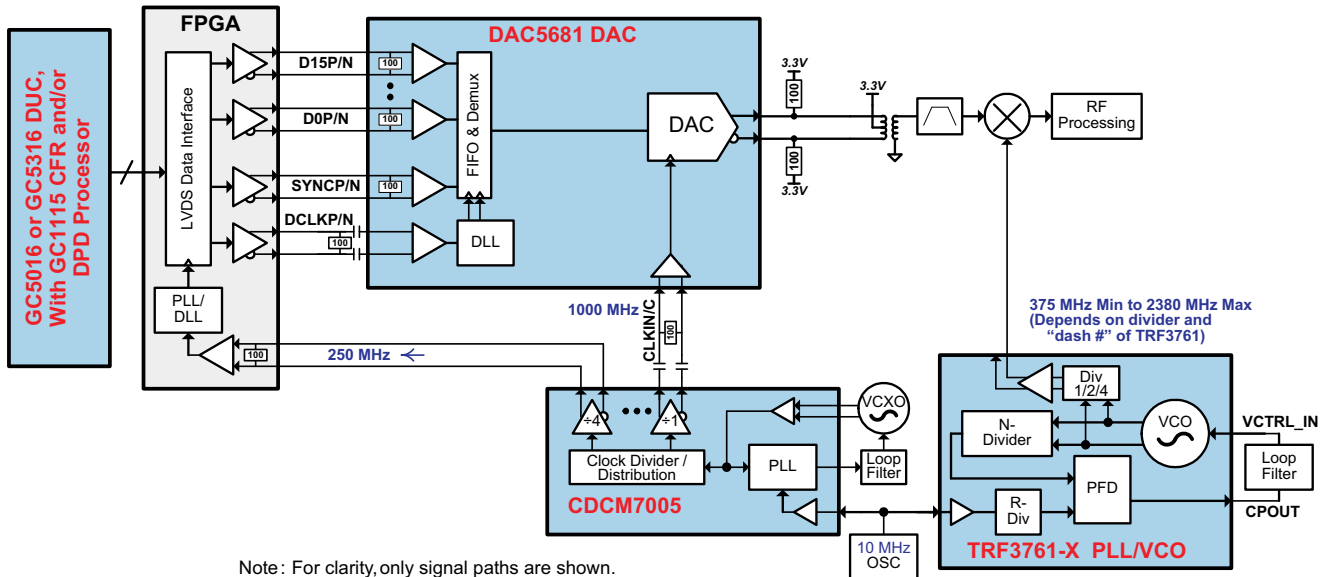 GC5016 or GC5316 DUC,
With GC1115 CFR and/or
DPD Processor
FPGA
LVDS Data Interface
PLL/
DLL
100
D15P/N
100
D0P/N
100
SYNCP/N
100
DCLKP/N
100
DAC5681 DAC
FIFO & Demux
DLL
DAC
3.3V
100
100
3.3V
3.3V
RF
Processing
1000 MHz
CLKIN/C
100
250 MHz
375 MHz Min to 2380 MHz Max
(Depends on divider and
"dash #" of TRF3761)
÷4
÷1
Clock Divider /
Distribution
PLL
VCXO
Loop
Filter
CDCM7005
10 MHz
OSC
Div
1/2/4
N-
Divider
VCO
R-
Div
PFD
TRF3761-X PLL/VCO
VCTRL_IN
Loop
Filter
CPOUT
Note: For clarity, only signal paths are shown.